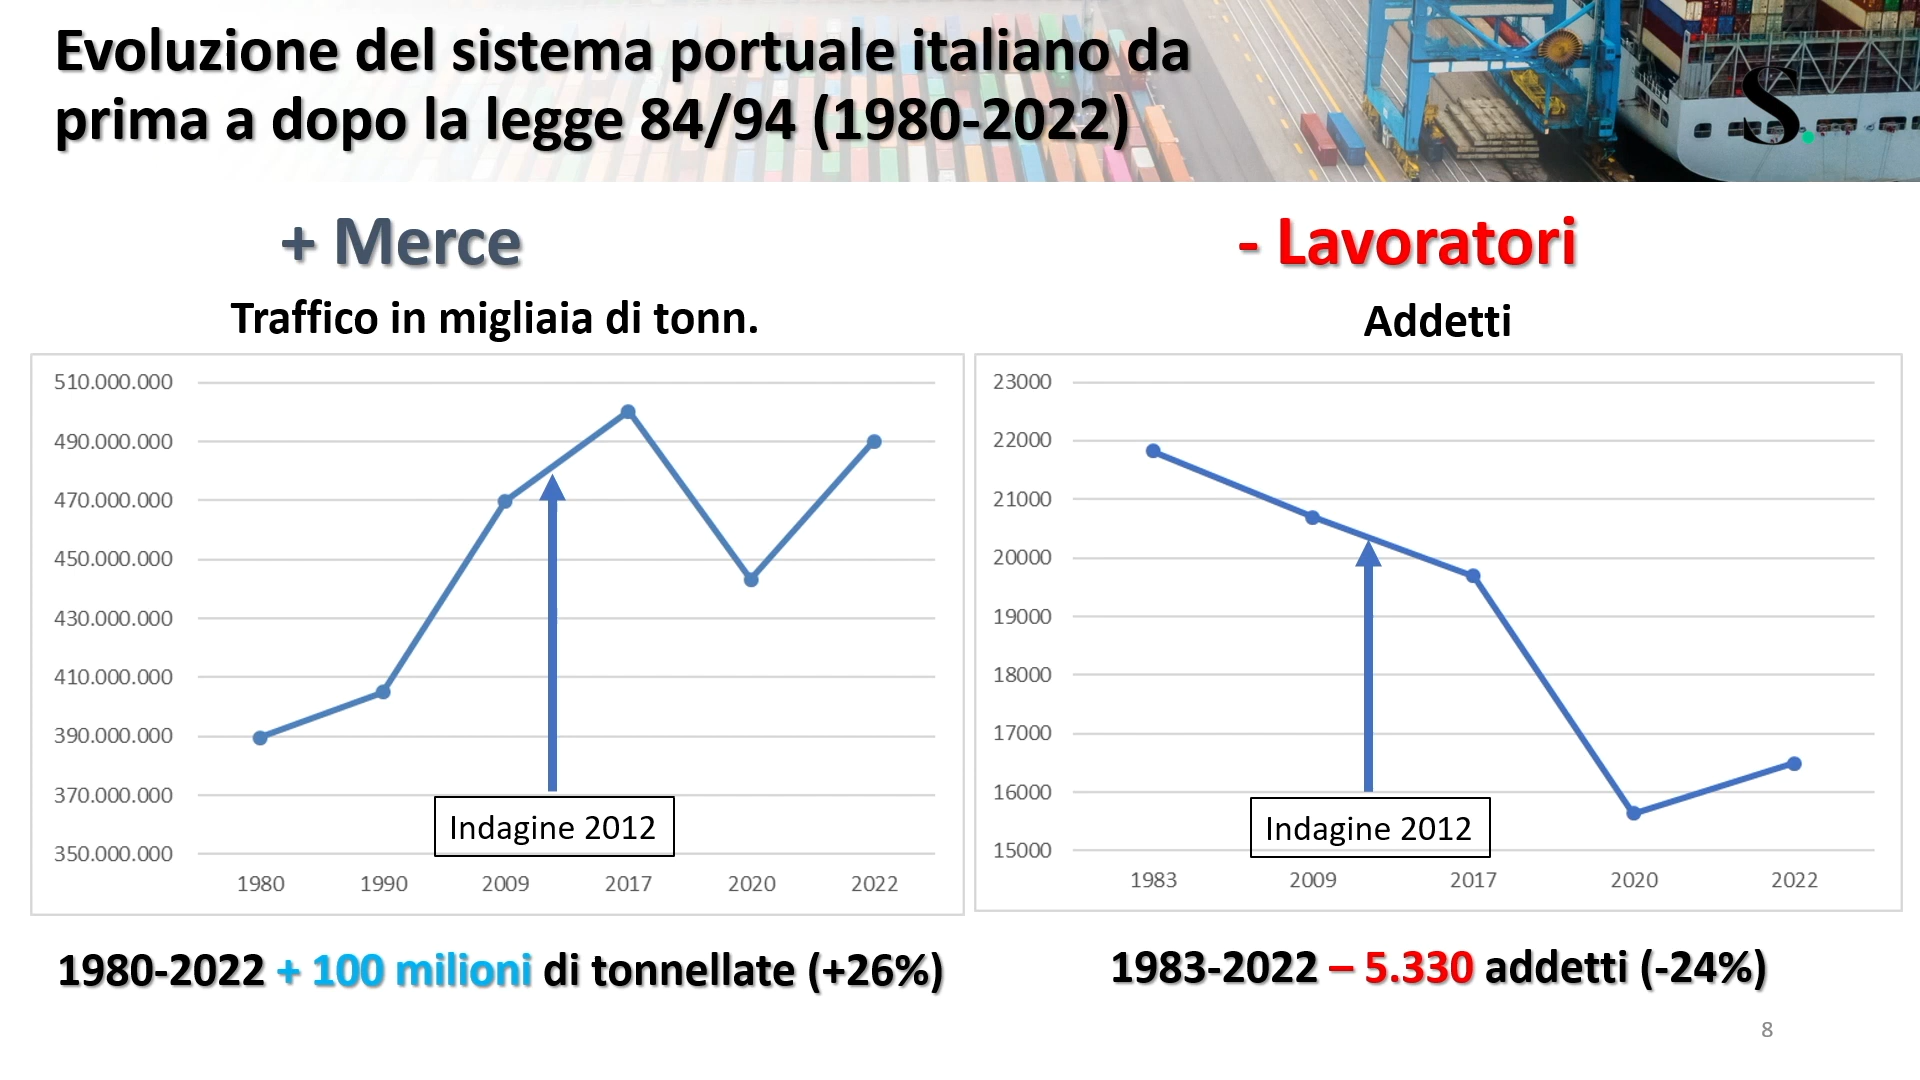 Evoluzione del sistema portuale italiano da
prima a dopo la legge 84/94 (1980-2022)
S.
+ Merce
- Lavoratori
Traffico in migliaia di tonn.
Addetti
510.000.000
490.000.000
470.000.000
450.000.000
430.000.000
410.000.000
390.000.000
370.000.000
350.000.000
Indagine 2012
1980 1990 2009 2017 2020 2022
23000
22000
21000
20000
19000
18000
17000
16000
15000
Indagine 2012
1983 2009 2017 2020 2022
1980-2022 + 100 milioni di tonnellate (+26%)
1983-2022 – 5.330 addetti (-24%)
8